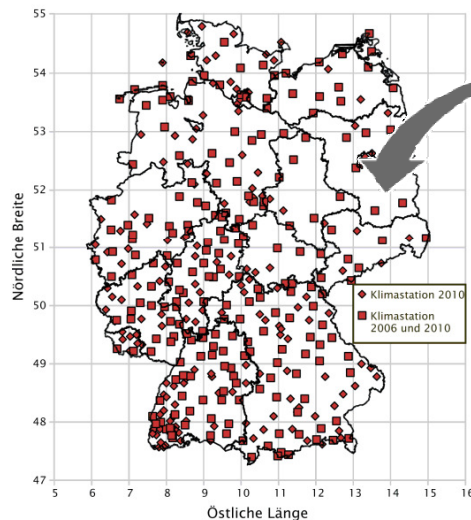 55
54
53
52
51
50
49
48
47
Nördliche Breite
Klimastation 2010
Klimastation
2006 und 2010
5 6 7 8 9 10 11 12 13 14 15 16
Östliche Länge